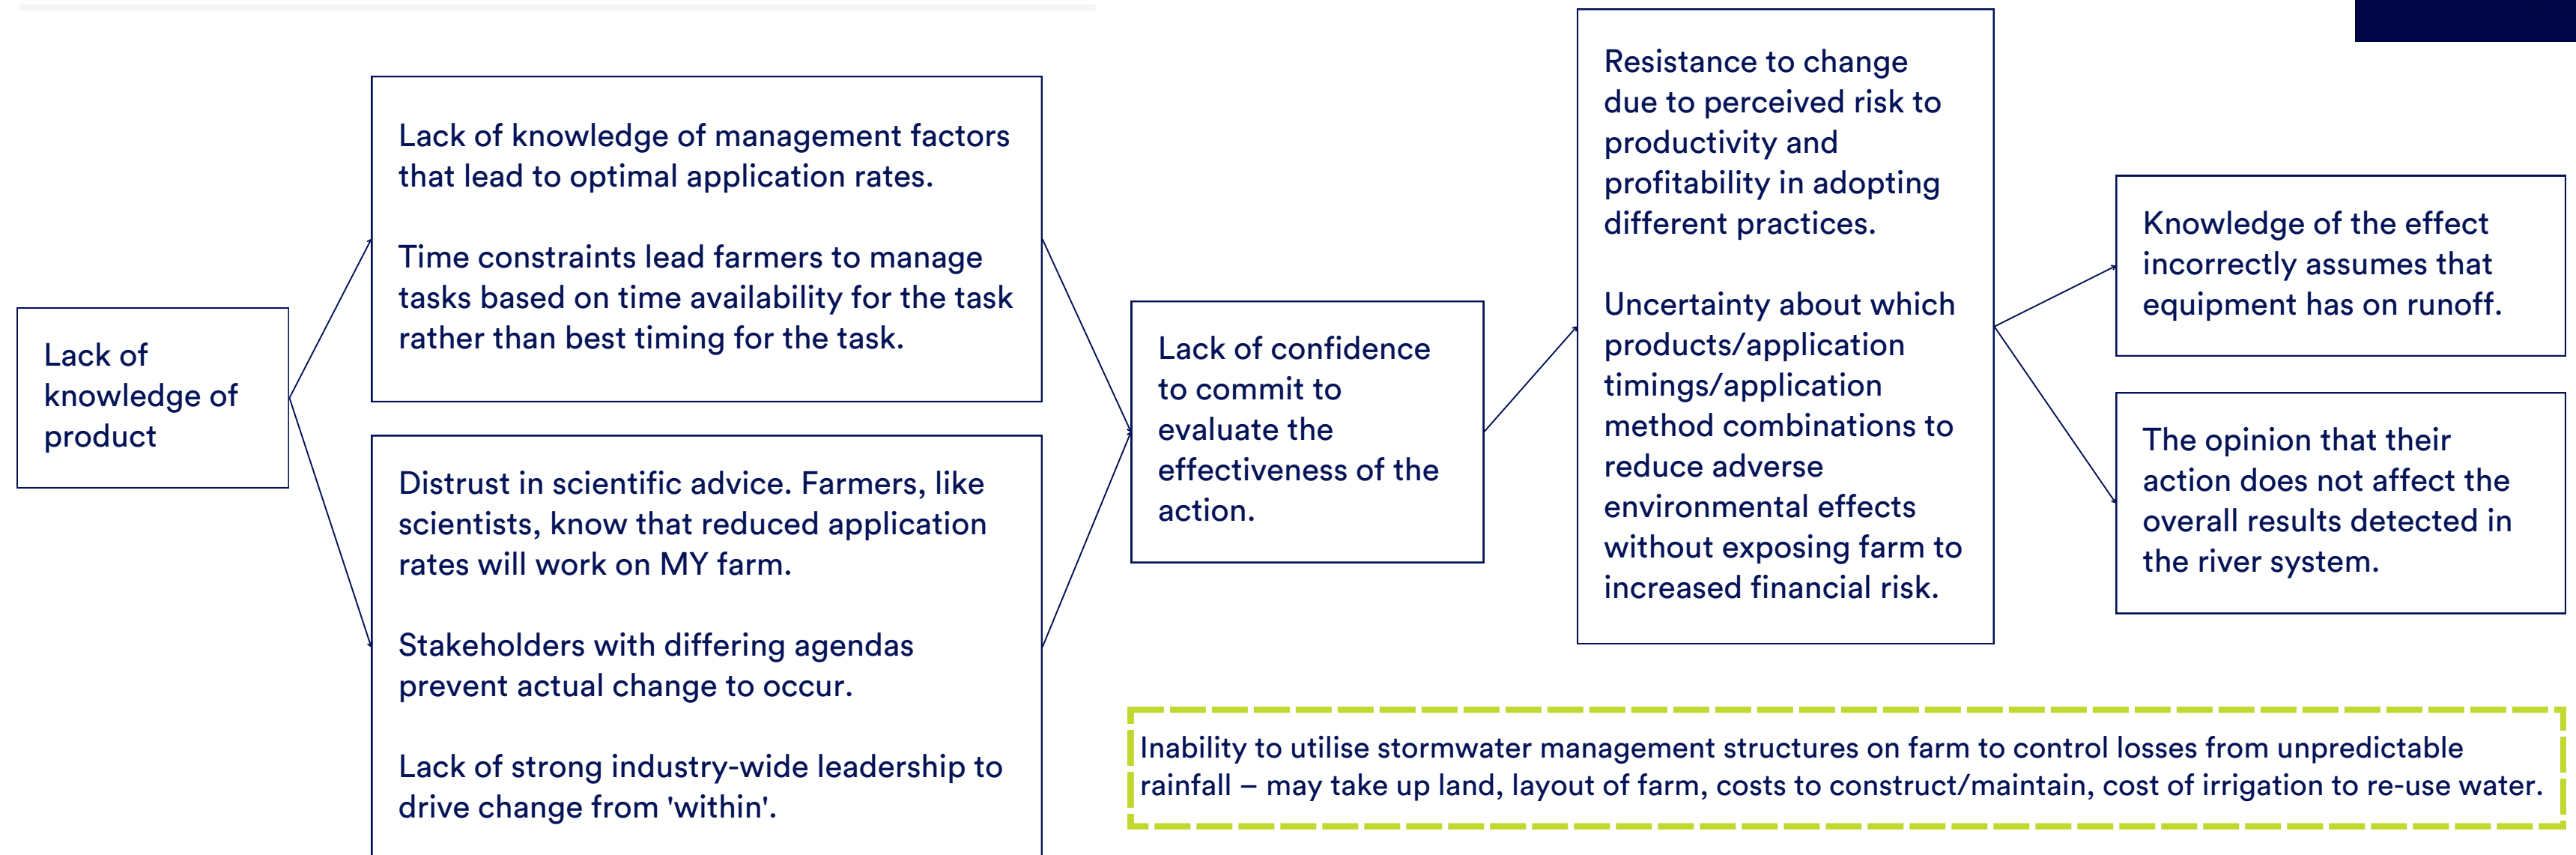 Lack of
knowledge of
product
Lack of knowledge of management factors
that lead to optimal application rates.
Time constraints lead farmers to manage
tasks based on time availability for the task
rather than best timing for the task.
Distrust in scientific advice. Farmers, like
scientists, know that reduced application
rates will work on MY farm.
Stakeholders with differing agendas
prevent actual change to occur.
Lack of strong industry-wide leadership to
drive change from 'within'.
Lack of confidence
to commit to
evaluate the
effectiveness of the
action.
Resistance to change
due to perceived risk to
productivity and
profitability in adopting
different practices.
Uncertainty about which
products/application
timings/application
method combinations to
reduce adverse
environmental effects
without exposing farm to
increased financial risk.
Knowledge of the effect
incorrectly assumes that
equipment has on runoff.
The opinion that their
action does not affect the
overall results detected in
the river system.
Inability to utilise stormwater management structures on farm to control losses from unpredictable
rainfall – may take up land, layout of farm, costs to construct/maintain, cost of irrigation to re-use water.